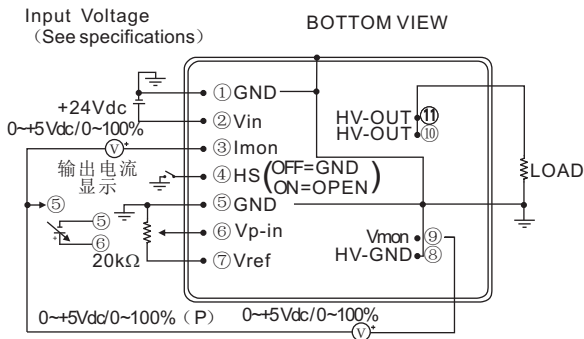 Input Voltage
（See specifications）
BOTTOM VIEW
①GND
+24Vdc
②Vin
0~+5Vdc/0~100%
V
+
③Imon
输出电流
显示
④HS(OFF=GND
ON=OPEN)
⑤
⑤GND
⑤
⑥
+
⑥Vp-in
20kΩ
⑦Vref
HV-OUT⑪
HV-OUT⑩
LOAD
Vmon⑨
HV-GND⑧
0~+5Vdc/0~100%（P）
0~+5Vdc/0~100%
V
+